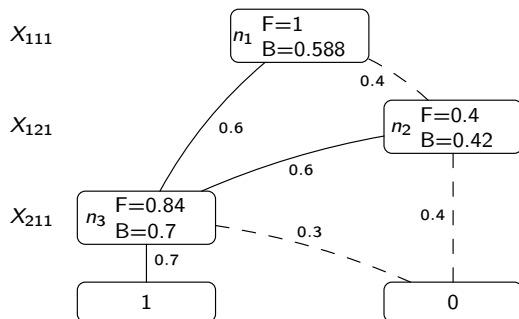 X₁₁₁
n₁ F=1
B=0.588
0.4
0.6
X₁₂₁
n₂ F=0.4
B=0.42
0.6
0.4
X₂₁₁
n₃ F=0.84
B=0.7
0.3
0.7
1
0